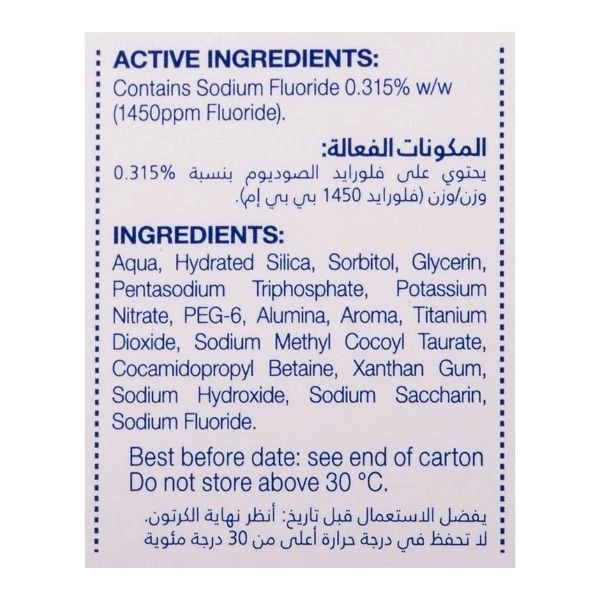 ACTIVE INGREDIENTS:
Contains Sodium Fluoride 0.315% w/w
(1450ppm Fluoride).
المكونات الفعالة:
يحتوي على فلورايد الصوديوم بنسبة 0.315%
وزن/وزن (فلورايد 1450 بي بي إم).
INGREDIENTS:
Aqua, Hydrated Silica, Sorbitol, Glycerin,
Pentasodium Triphosphate, Potassium
Nitrate, PEG-6, Alumina, Aroma, Titanium
Dioxide, Sodium Methyl Cocoyl Taurate,
Cocamidopropyl Betaine, Xanthan Gum,
Sodium Hydroxide, Sodium Saccharin,
Sodium Fluoride.
Best before date: see end of carton
Do not store above 30 °C.
يفضل الاستعمال قبل تاريخ: أنظر نهاية الكرتون.
لا تحفظ في درجة حرارة أعلى من 30 درجة مئوية